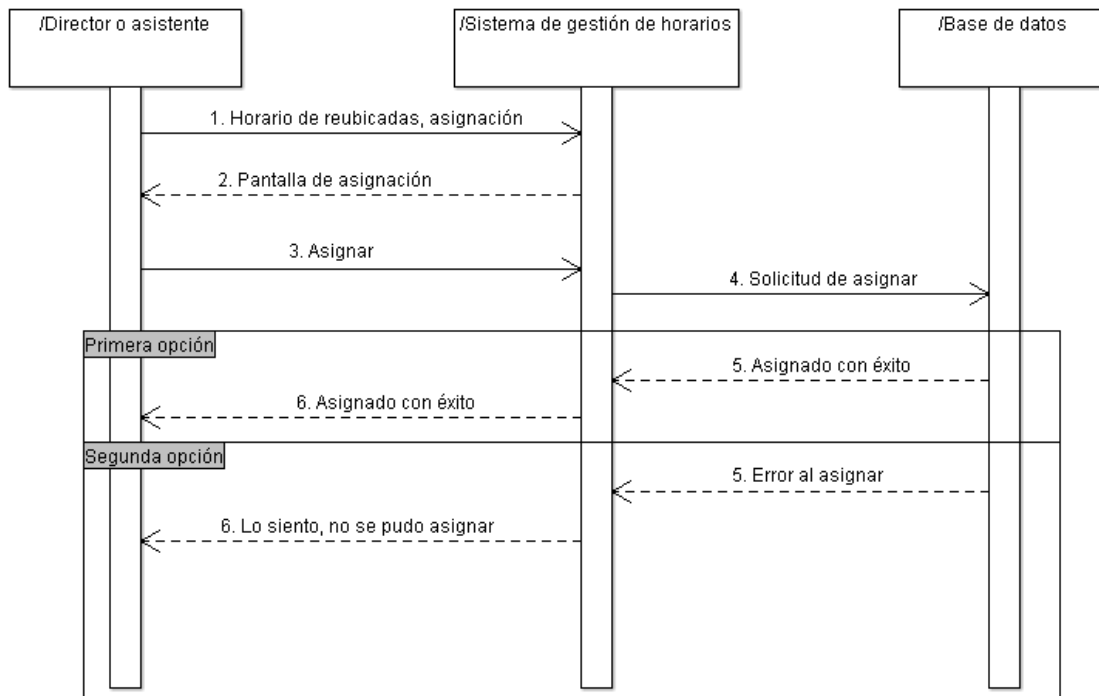 /Director o asistente
/Sistema de gestión de horarios
/Base de datos
1. Horario de reubicadas, asignación
2. Pantalla de asignación
3. Asignar
4. Solicitud de asignar
Primera opción
5. Asignado con éxito
6. Asignado con éxito
Segunda opción
5. Error al asignar
6. Lo siento, no se pudo asignar